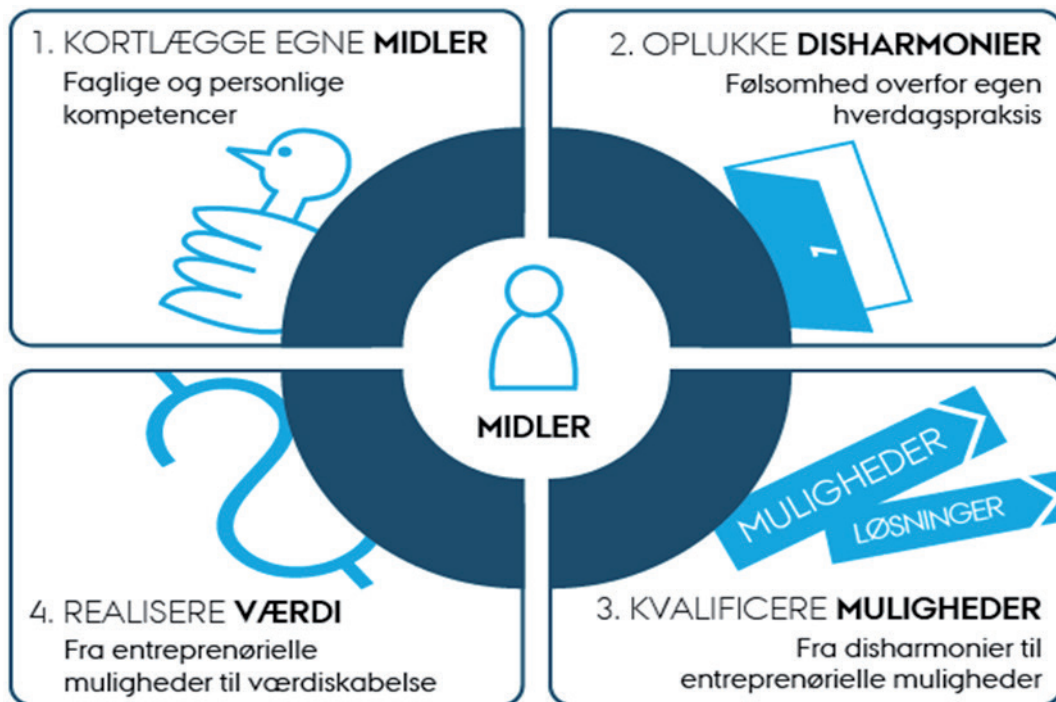 1. KORTLÆGGE EGNE MIDLER
Faglige og personlige
kompetencer
2. OPLUKKE DISHARMONIER
Følsomhed overfor egen
hverdagspraksis
1
MIDLER
MULIGHEDER
LØSNINGER
3. KVALIFICERE MULIGHEDER
Fra disharmonier til
entreprenørielle muligheder
4. REALISERE VÆRDI
Fra entreprenørielle
muligheder til værdiskabelse